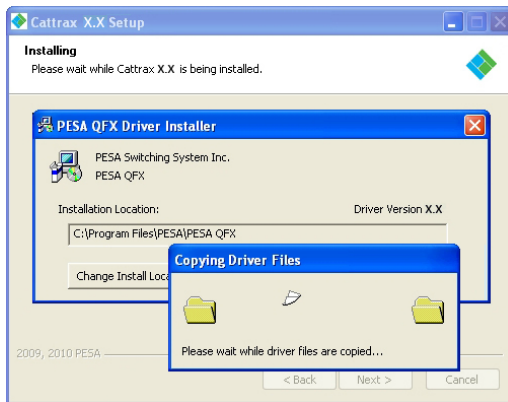 Cattrax X.X Setup
Installing
Please wait while Cattrax X.X is being installed.
PESA QFX Driver Installer
PESA Switching System Inc.
PESA QFX
Installation Location:
Driver Version X.X
C:\Program Files\PESA\PESA QFX
Change Install Loca
Copying Driver Files
Please wait while driver files are copied...
2009, 2010 PESA
< Back
Next >
Cancel